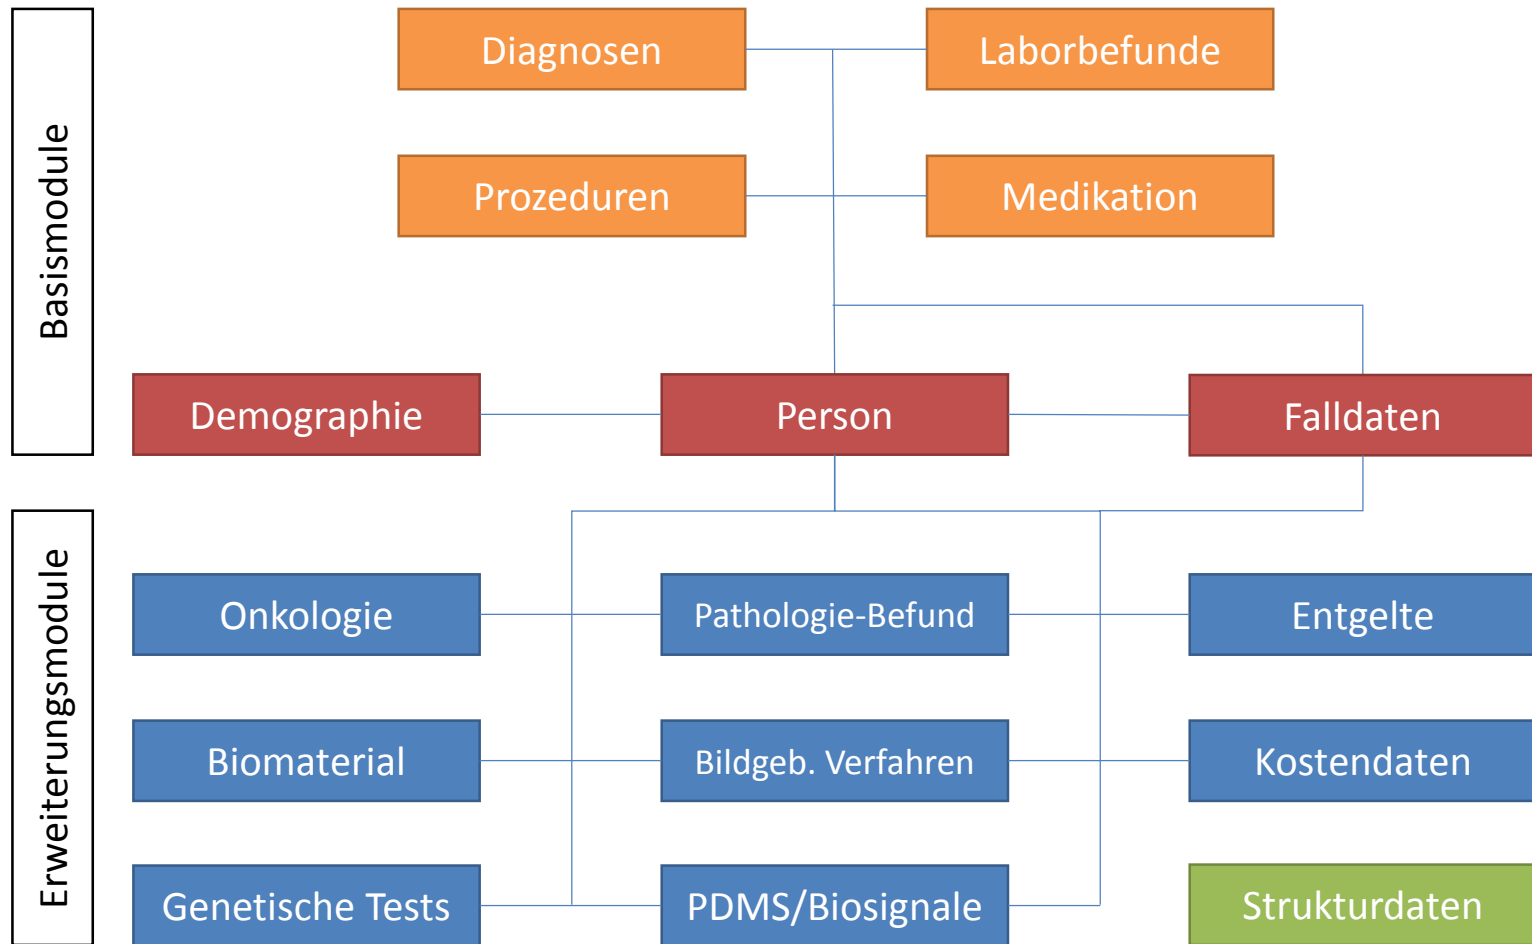 Basismodule
Diagnosen
Laborbefunde
Prozeduren
Medikation
Demographie
Person
Falldaten
Erweiterungsmodule
Onkologie
Pathologie-Befund
Entgelte
Biomaterial
Bildgeb. Verfahren
Kostendaten
Genetische Tests
PDMS/Biosignale
Strukturdaten